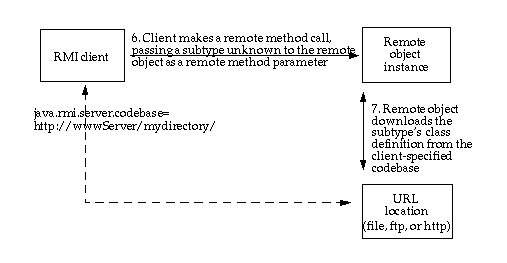 6. Client makes a remote method call,
passing a subtype unknown to the remote
object as a remote method parameter
RMI client
Remote
object
instance
java.rmi.server.codebase=
http://wwwServer/mydirectory/
7. Remote object
downloads the
subtype's class
definition from the
client-specified
codebase
URL
location
(file, ftp, or http)